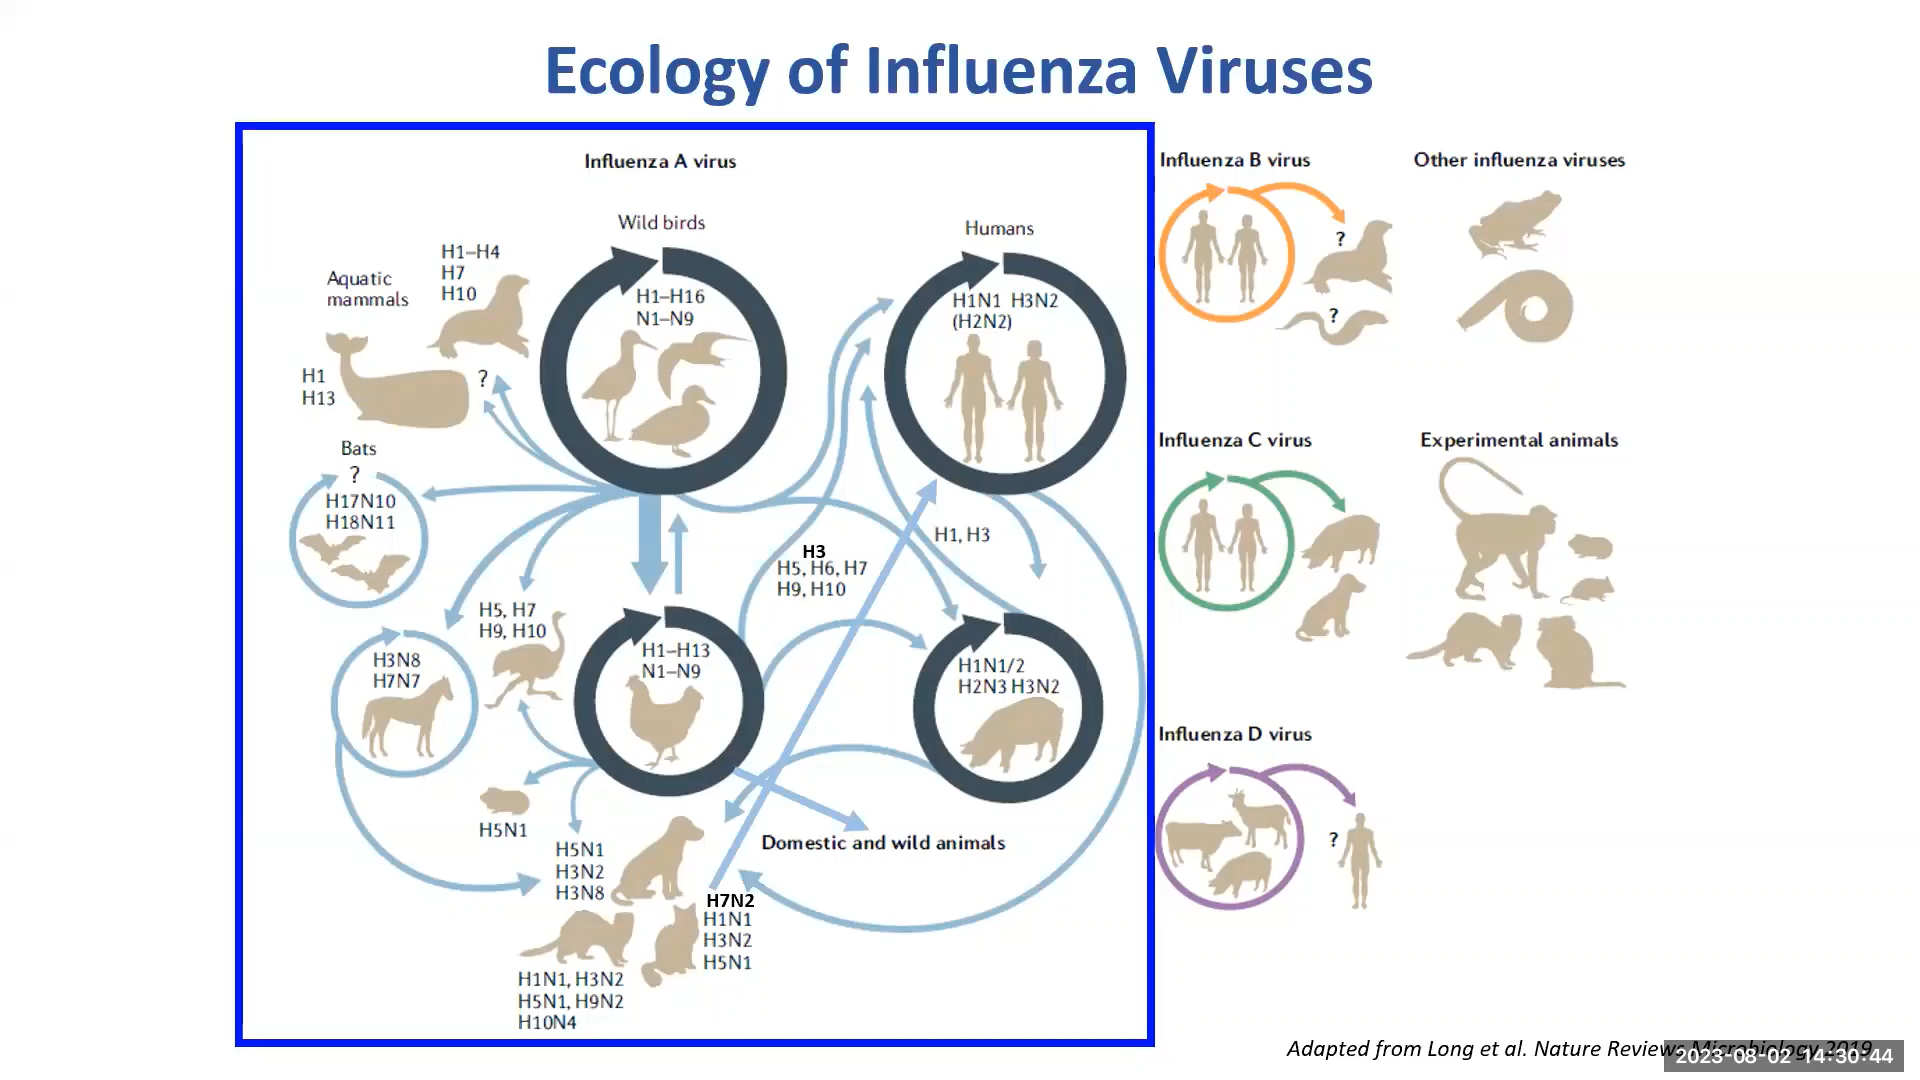 Ecology of Influenza Viruses
Influenza A virus
Wild birds
H1–H16
N1–N9
Humans
H1N1 H3N2
(H2N2)
Aquatic
mammals
H1–H4
H7
H10
H1
H13
?
Bats
?
H17N10
H18N11
H3
H5, H6, H7
H9, H10
H1, H3
H5, H7
H9, H10
H3N8
H7N7
H1–H13
N1–N9
H1N1/2
H2N3 H3N2
H5N1
H5N1
H3N2
H3N8
Domestic and wild animals
H7N2
H1N1
H3N2
H5N1
H1N1, H3N2
H5N1, H9N2
H10N4
Influenza B virus
?
?
Other influenza viruses
Influenza C virus
Experimental animals
Influenza D virus
?
Adapted from Long et al. Nature Reviews Microbiology 2019
2023-08-02 14:30:44